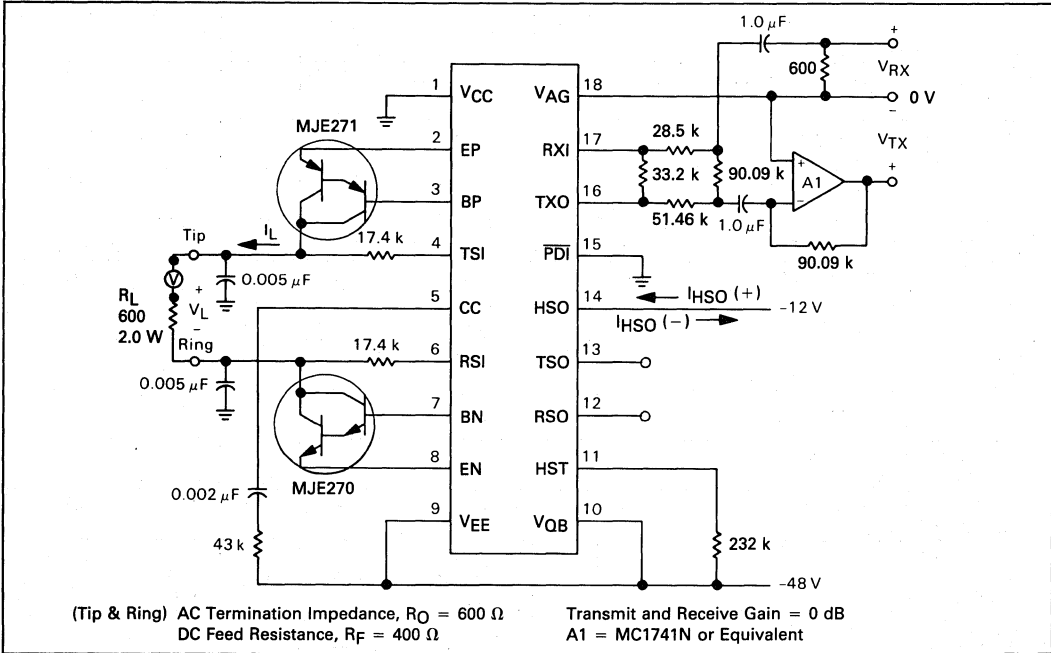 1.0 μF
+
600
VRX
1
VCC
VAG
18
0 V
-
MJE271
2
EP
RXI
17
28.5 k
VTX
+
33.2 k
90.09 k
+
A1
-
3
BP
TXO
16
51.46 k
1.0 μF
IL
17.4 k
90.09 k
Tip
4
TSI
PDI
15
0.005 μF
V
RL
600
2.0 W
+
VL
-
5
CC
HSO
14
IHSO (+)
-12 V
IHSO (-)
Ring
17.4 k
6
RSI
TSO
13
0.005 μF
7
BN
RSO
12
8
EN
HST
11
MJE270
0.002 μF
9
VEE
VQB
10
43 k
232 k
-48 V
(Tip & Ring) AC Termination Impedance, RO = 600 Ω
Transmit and Receive Gain = 0 dB
DC Feed Resistance, RF = 400 Ω
A1 = MC1741N or Equivalent